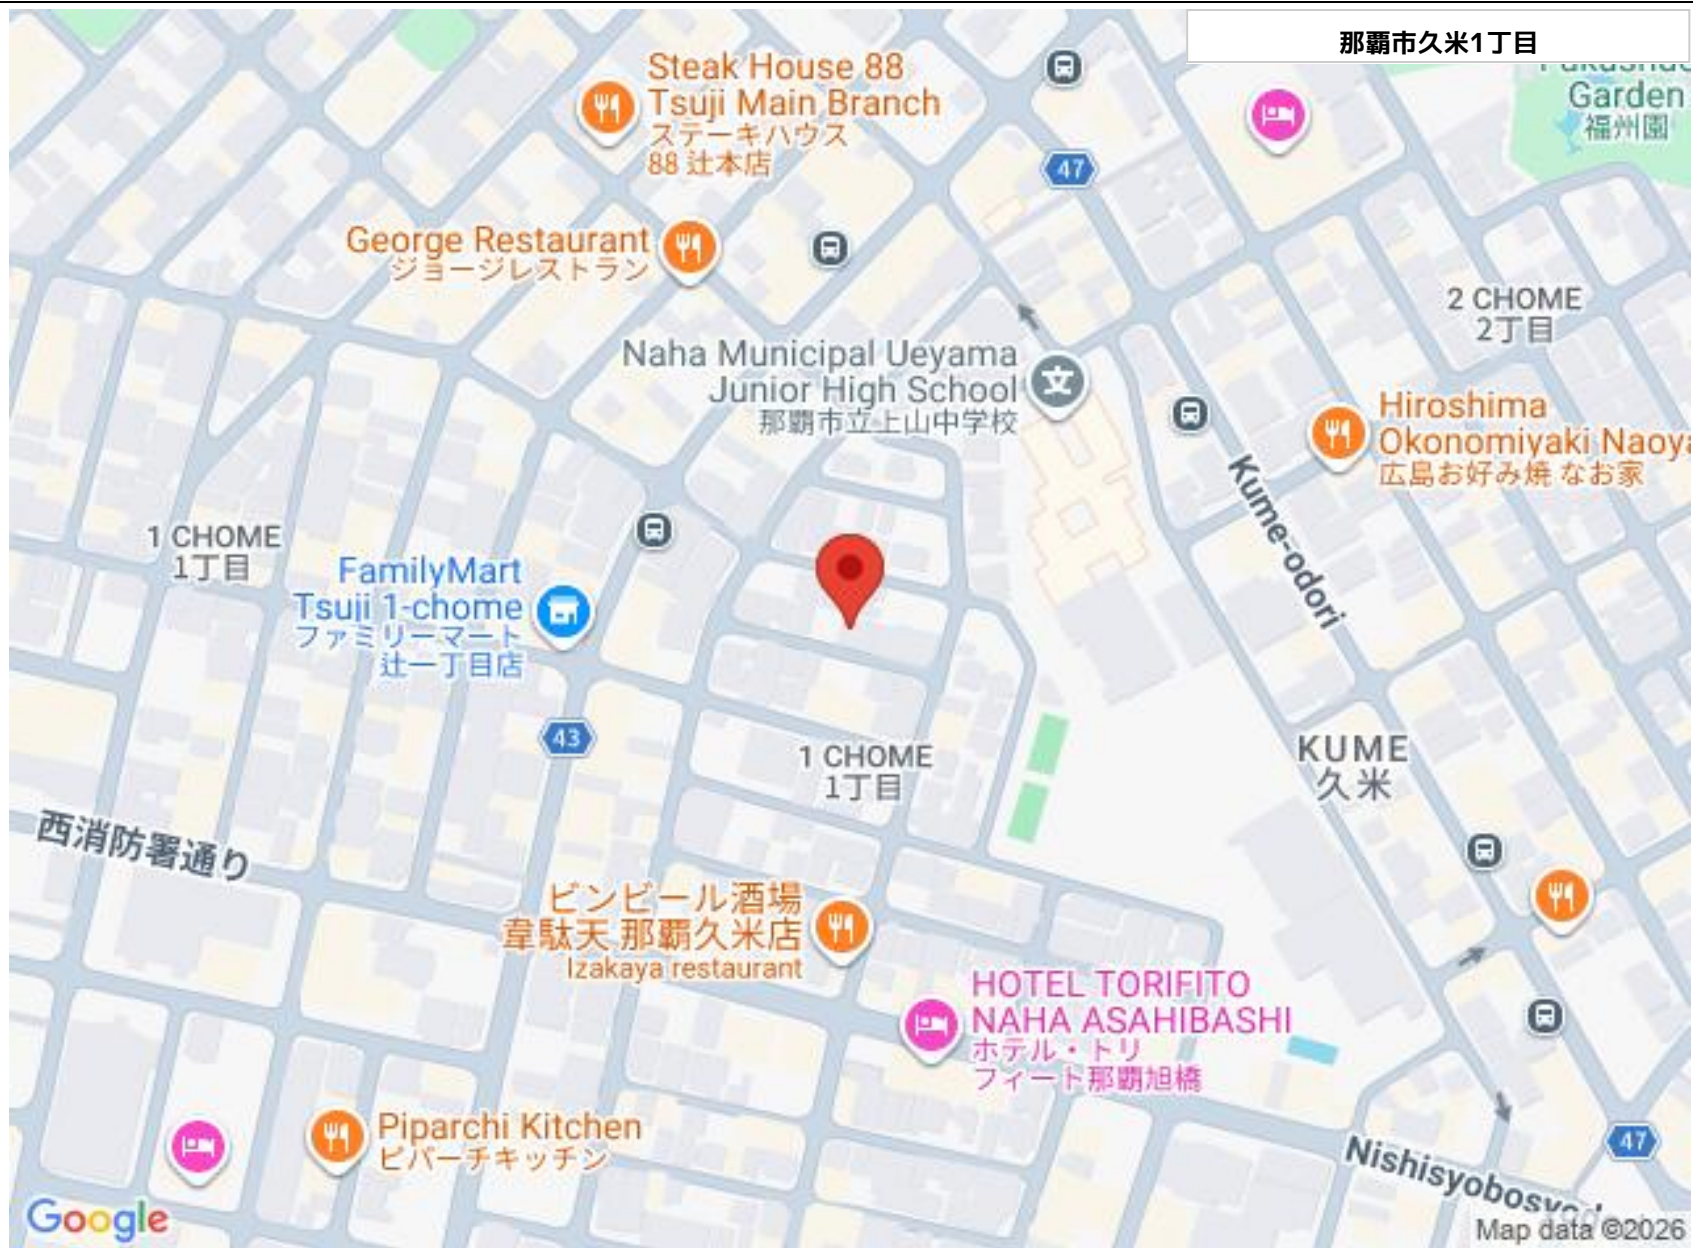 那覇市久米1丁目
Garden
福州園
Steak House 88
Tsuji Main Branch
ステーキハウス
88 辻本店
47
George Restaurant
ジョージレストラン
2 CHOME
2丁目
Naha Municipal Ueyama
Junior High School
那覇市立上山中学校
Hiroshima
Okonomiyaki Naoya
広島お好み焼 なお家
Kume-odori
1 CHOME
1丁目
FamilyMart
Tsuji 1-chome
ファミリーマート
辻一丁目店
43
1 CHOME
1丁目
KUME
久米
西消防署通り
ビンビール酒場
韋駄天 那覇久米店
Izakaya restaurant
HOTEL TORIFITO
NAHA ASAHIBASHI
ホテル・トリ
フィート那覇旭橋
Piparchi Kitchen
ピパーチキッチン
47
Google
Map data ©2026